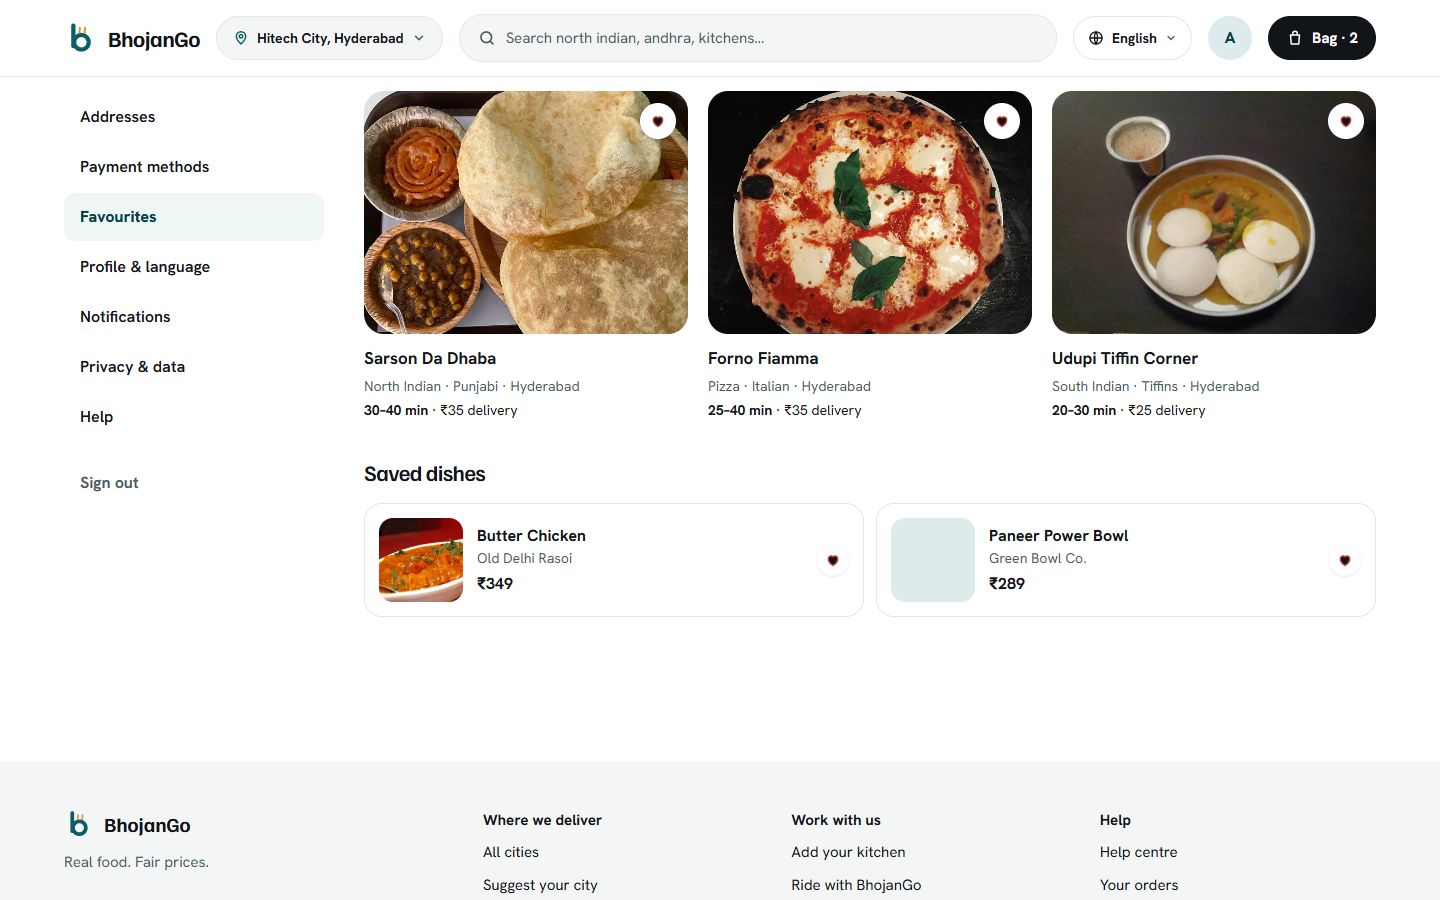 BhojanGo
Hitech City, Hyderabad
Search north indian, andhra, kitchens...
English
A
Bag · 2
Addresses
Payment methods
Favourites
Profile & language
Notifications
Privacy & data
Help
Sign out
Sarson Da Dhaba
North Indian · Punjabi · Hyderabad
30–40 min · ₹35 delivery
Forno Fiamma
Pizza · Italian · Hyderabad
25–40 min · ₹35 delivery
Udupi Tiffin Corner
South Indian · Tiffins · Hyderabad
20–30 min · ₹25 delivery
Saved dishes
Butter Chicken
Old Delhi Rasoi
₹349
Paneer Power Bowl
Green Bowl Co.
₹289
BhojanGo
Real food. Fair prices.
Where we deliver
All cities
Suggest your city
Work with us
Add your kitchen
Ride with BhojanGo
Help
Help centre
Your orders